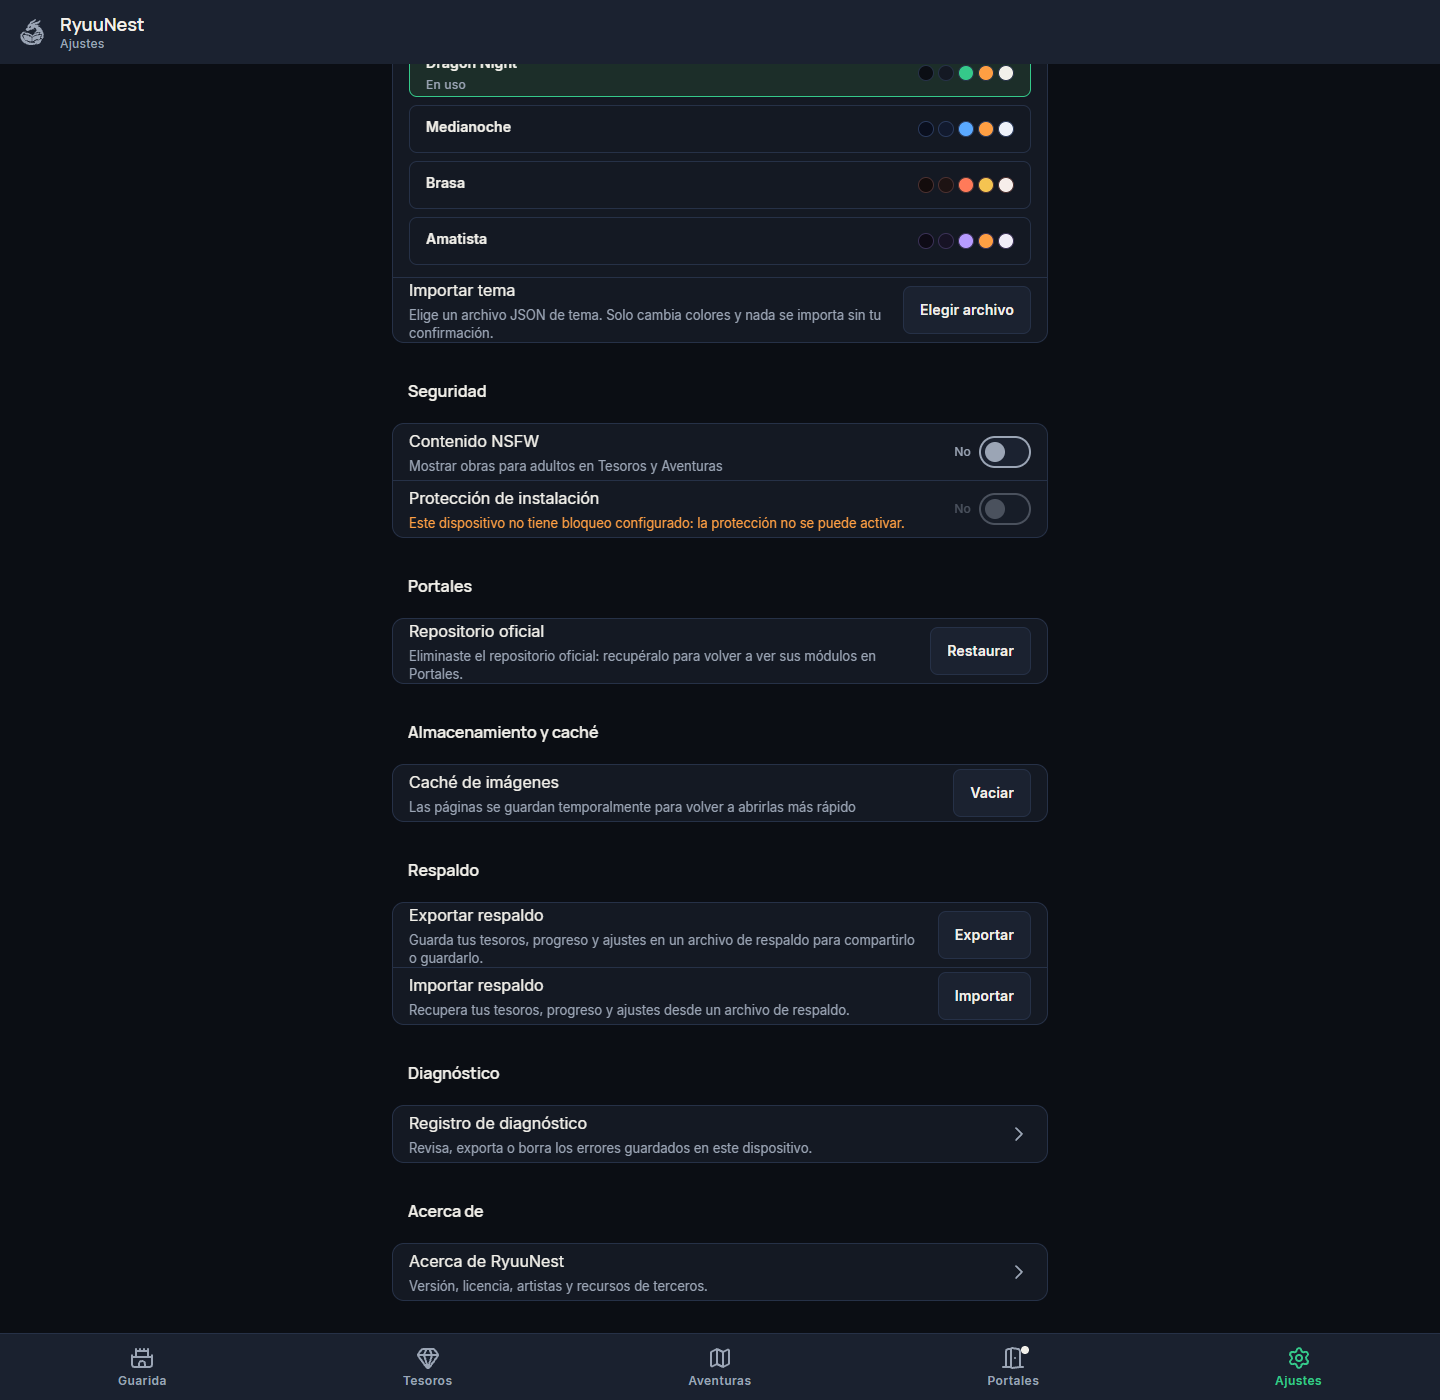 RyuuNest
Ajustes
Dragon Night
En uso
Medianoche
Brasa
Amatista
Importar tema
Elige un archivo JSON de tema. Solo cambia colores y nada se importa sin tu
confirmación.
Elegir archivo
Seguridad
Contenido NSFW
Mostrar obras para adultos en Tesoros y Aventuras
No
Protección de instalación
Este dispositivo no tiene bloqueo configurado: la protección no se puede activar.
No
Portales
Repositorio oficial
Eliminaste el repositorio oficial: recupéralo para volver a ver sus módulos en
Portales.
Restaurar
Almacenamiento y caché
Caché de imágenes
Las páginas se guardan temporalmente para volver a abrirlas más rápido
Vaciar
Respaldo
Exportar respaldo
Guarda tus tesoros, progreso y ajustes en un archivo de respaldo para compartirlo
o guardarlo.
Exportar
Importar respaldo
Recupera tus tesoros, progreso y ajustes desde un archivo de respaldo.
Importar
Diagnóstico
Registro de diagnóstico
Revisa, exporta o borra los errores guardados en este dispositivo.
Acerca de
Acerca de RyuuNest
Versión, licencia, artistas y recursos de terceros.
Guarida
Tesoros
Aventuras
Portales
Ajustes